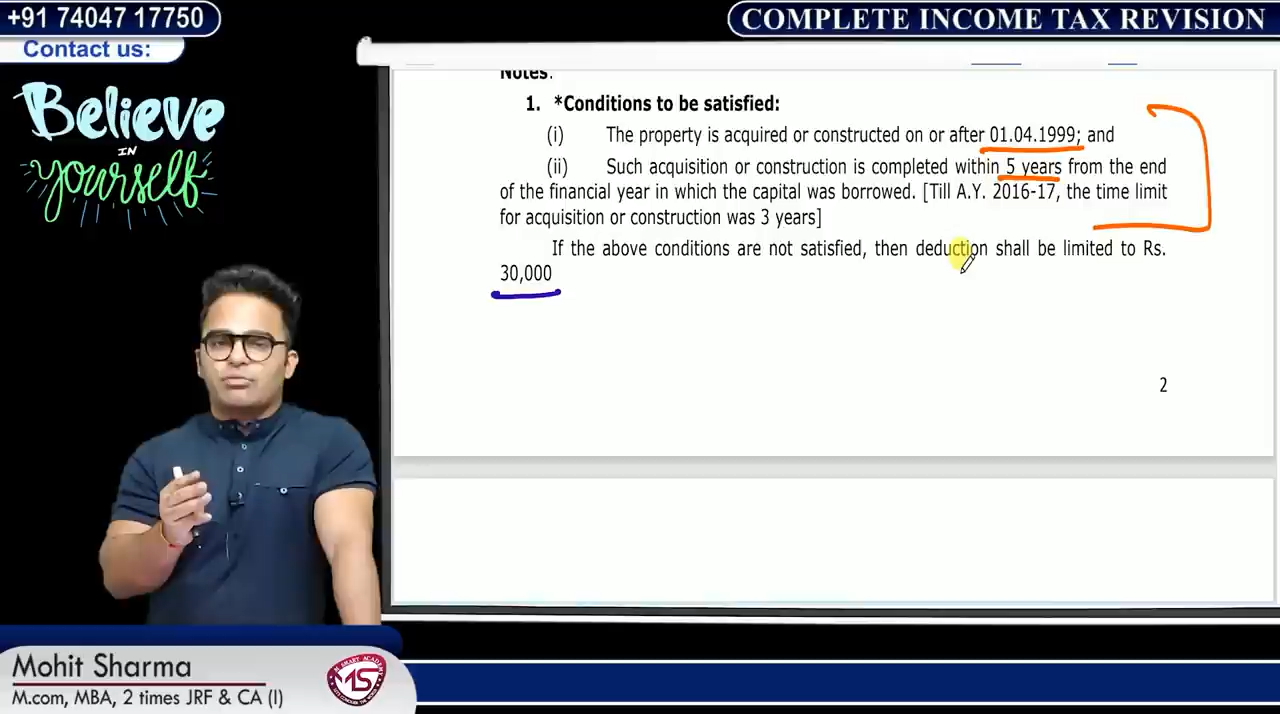 +91 74047 17750
Contact us:
COMPLETE INCOME TAX REVISION
Believe
IN
yourself
Notes:
1. *Conditions to be satisfied:
(i) The property is acquired or constructed on or after 01.04.1999; and
(ii) Such acquisition or construction is completed within 5 years from the end
of the financial year in which the capital was borrowed. [Till A.Y. 2016-17, the time limit
for acquisition or construction was 3 years]
If the above conditions are not satisfied, then deduction shall be limited to Rs.
30,000
2
Mohit Sharma
M.com, MBA, 2 times JRF & CA (I)
MS